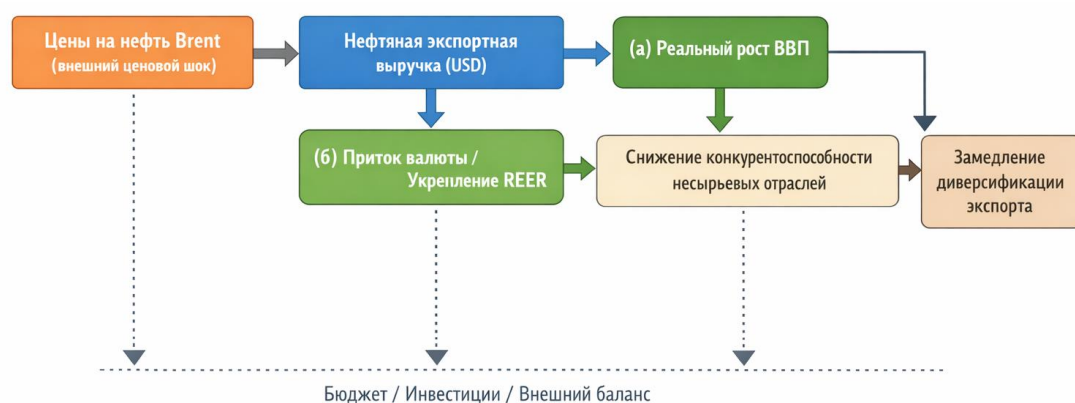 Цены на нефть Brent
(внешний ценовой шок)
Нефтяная экспортная
выручка (USD)
(а) Реальный рост ВВП
(б) Приток валюты /
Укрепление REER
Снижение конкурентоспособности
несырьевых отраслей
Замедление
диверсификации
экспорта
Бюджет / Инвестиции / Внешний баланс